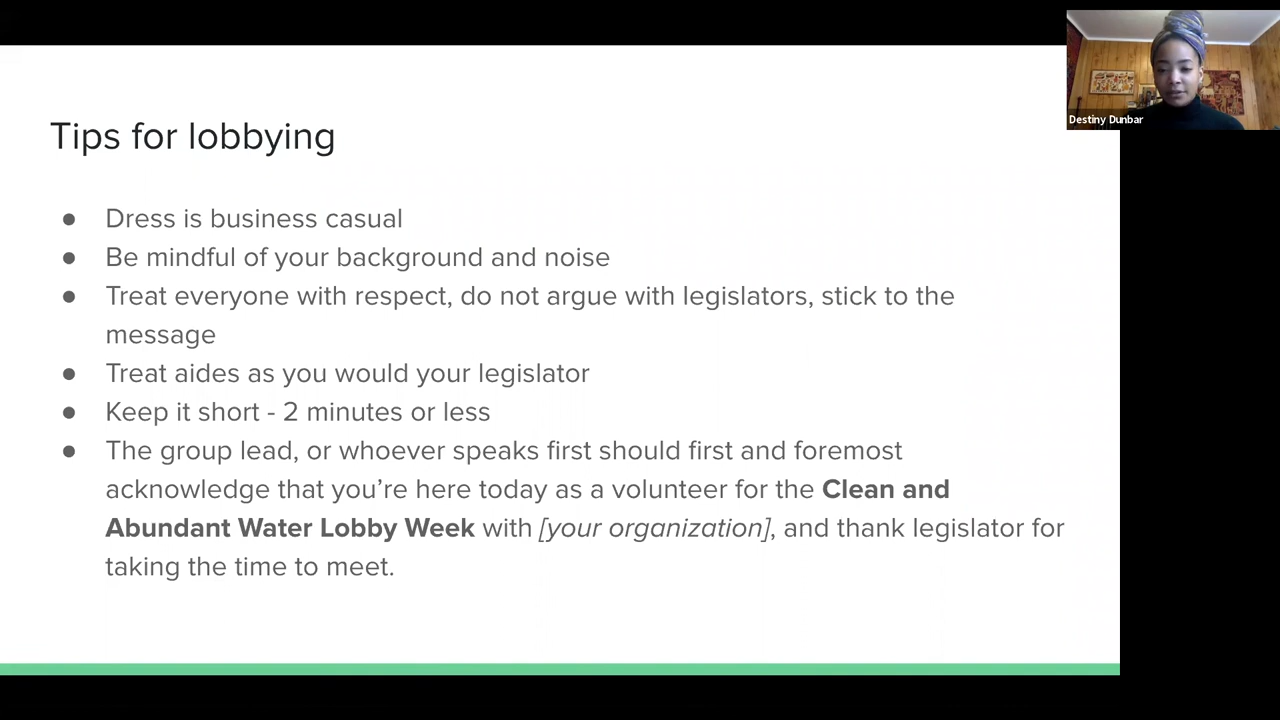 Destiny Dunbar
Tips for lobbying
● Dress is business casual
● Be mindful of your background and noise
● Treat everyone with respect, do not argue with legislators, stick to the
message
● Treat aides as you would your legislator
● Keep it short - 2 minutes or less
● The group lead, or whoever speaks first should first and foremost
acknowledge that you’re here today as a volunteer for the Clean and
Abundant Water Lobby Week with [your organization], and thank legislator for
taking the time to meet.